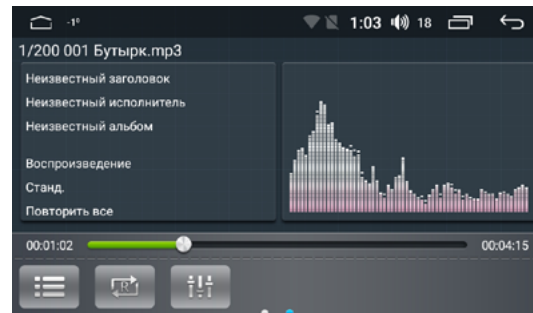 -1°
1:03 18
1/200 001 Бутырк.mp3
Неизвестный заголовок
Неизвестный исполнитель
Неизвестный альбом
Воспроизведение
Станд.
Повторить все
00:01:02 00:04:15
R